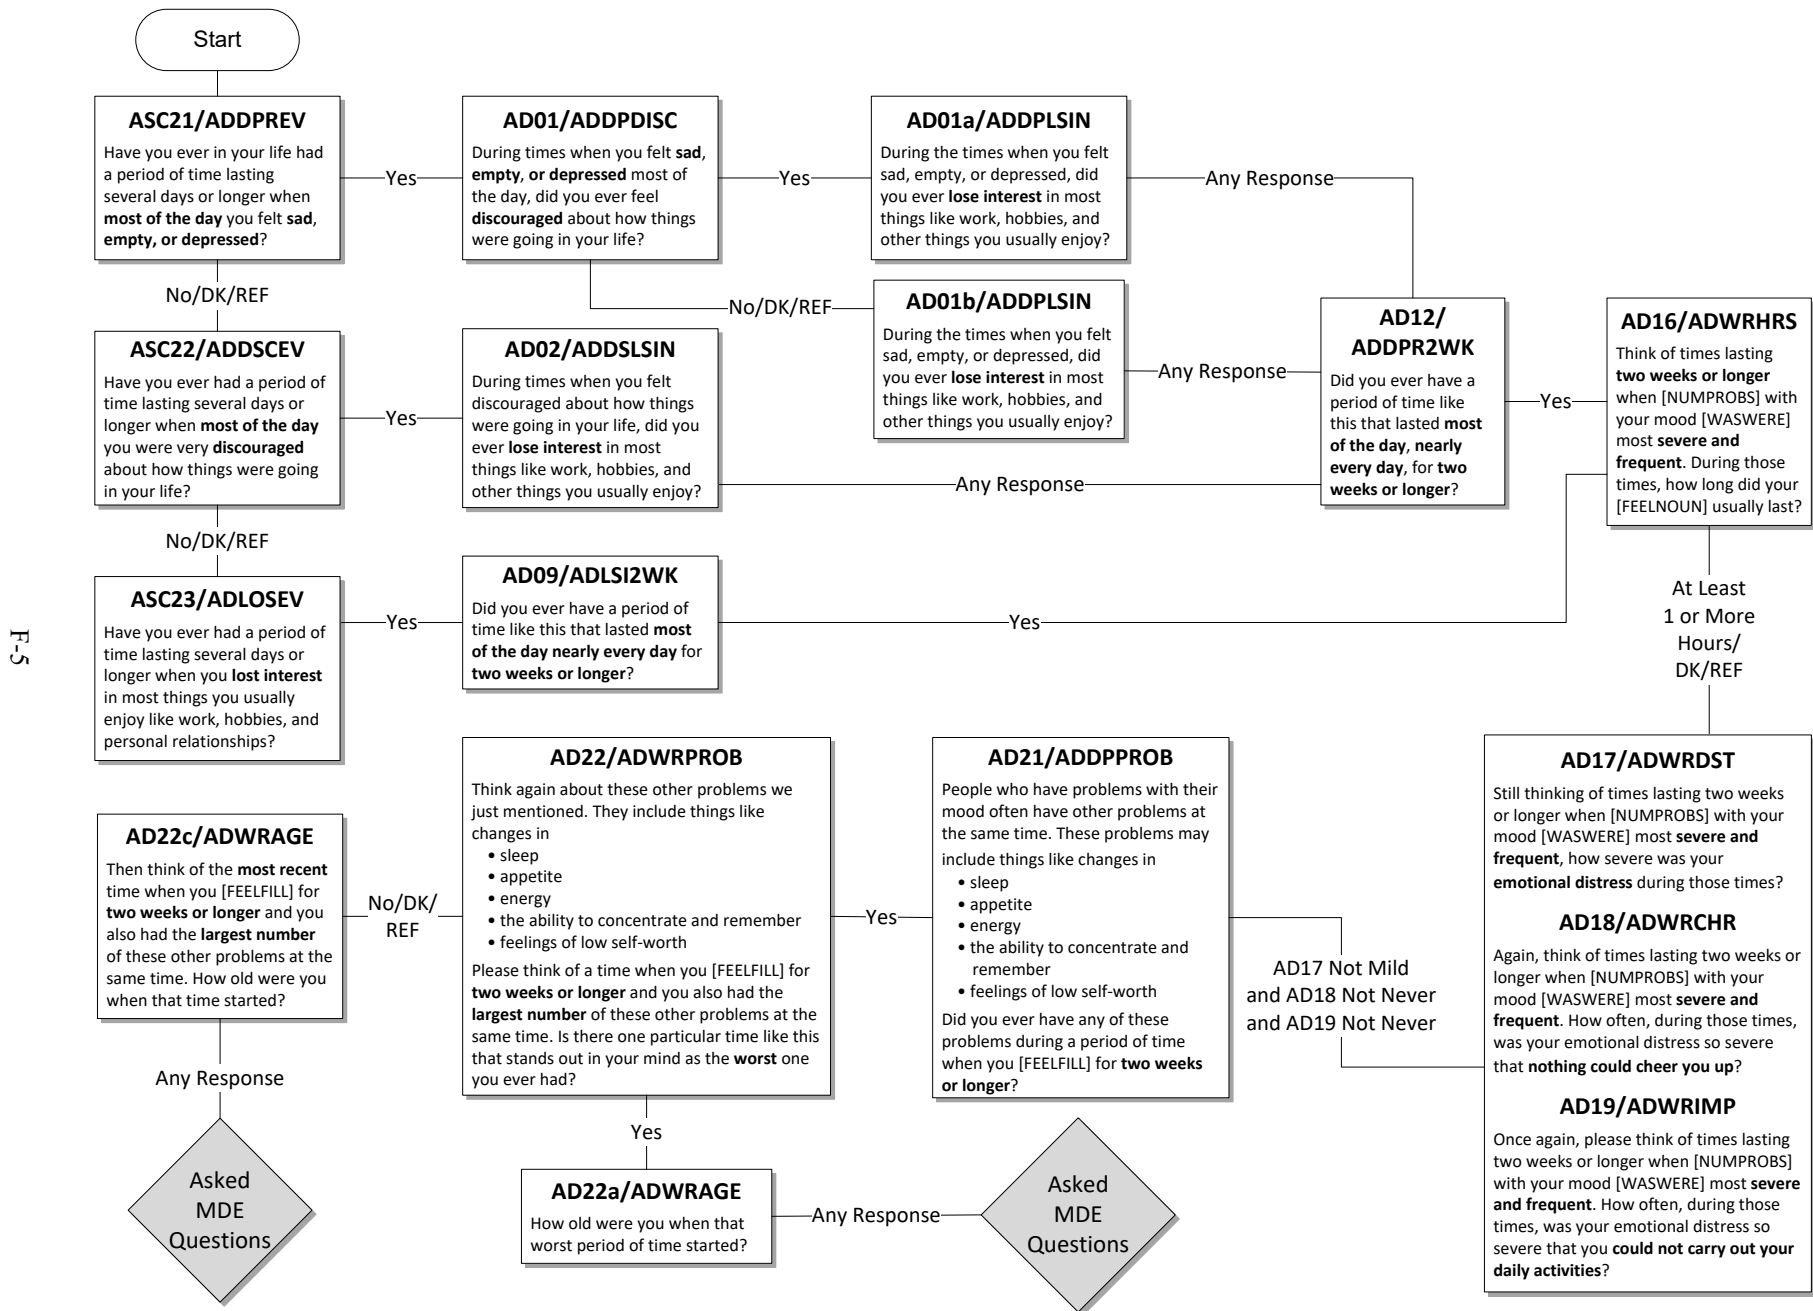 Start
ASC21/ADDPREV
Have you ever in your life had
a period of time lasting
several days or longer when
most of the day you felt sad,
empty, or depressed?
Yes
AD01/ADDPDISC
During times when you felt sad,
empty, or depressed most of
the day, did you ever feel
discouraged about how things
were going in your life?
Yes
AD01a/ADDPLSIN
During the times when you felt
sad, empty, or depressed, did
you ever lose interest in most
things like work, hobbies, and
other things you usually enjoy?
Any Response
No/DK/REF
No/DK/REF
AD01b/ADDPLSIN
During the times when you felt
sad, empty, or depressed, did
you ever lose interest in most
things like work, hobbies, and
other things you usually enjoy?
Any Response
ASC22/ADDSCEV
Have you ever had a period of
time lasting several days or
longer when most of the day
you were very discouraged
about how things were going
in your life?
Yes
AD02/ADDSLSIN
During times when you felt
discouraged about how things
were going in your life, did you
ever lose interest in most
things like work, hobbies, and
other things you usually enjoy?
Any Response
AD12/
ADDPR2WK
Did you ever have a
period of time like
this that lasted most
of the day, nearly
every day, for two
weeks or longer?
Yes
AD16/ADWRHRS
Think of times lasting
two weeks or longer
when [NUMPROBS] with
your mood [WASWERE]
most severe and
frequent. During those
times, how long did your
[FEELNOUN] usually last?
No/DK/REF
ASC23/ADLOSEV
Have you ever had a period of
time lasting several days or
longer when you lost interest
in most things you usually
enjoy like work, hobbies, and
personal relationships?
Yes
AD09/ADLSI2WK
Did you ever have a period of
time like this that lasted most
of the day nearly every day for
two weeks or longer?
Yes
At Least
1 or More
Hours/
DK/REF
F-5
AD17/ADWRDST
Still thinking of times lasting two weeks
or longer when [NUMPROBS] with your
mood [WASWERE] most severe and
frequent, how severe was your
emotional distress during those times?
AD18/ADWRCHR
Again, think of times lasting two weeks or
longer when [NUMPROBS] with your
mood [WASWERE] most severe and
frequent. How often, during those times,
was your emotional distress so severe
that nothing could cheer you up?
AD19/ADWRIMP
Once again, please think of times lasting
two weeks or longer when [NUMPROBS]
with your mood [WASWERE] most severe
and frequent. How often, during those
times, was your emotional distress so
severe that you could not carry out your
daily activities?
AD17 Not Mild
and AD18 Not Never
and AD19 Not Never
AD21/ADDPPROB
People who have problems with their
mood often have other problems at
the same time. These problems may
include things like changes in
• sleep
• appetite
• energy
• the ability to concentrate and
remember
• feelings of low self-worth
Did you ever have any of these
problems during a period of time
when you [FEELFILL] for two weeks
or longer?
Yes
AD22/ADWRPROB
Think again about these other problems we
just mentioned. They include things like
changes in
• sleep
• appetite
• energy
• the ability to concentrate and remember
• feelings of low self-worth
Please think of a time when you [FEELFILL] for
two weeks or longer and you also had the
largest number of these other problems at the
same time. Is there one particular time like this
that stands out in your mind as the worst one
you ever had?
No/DK/
REF
AD22c/ADWRAGE
Then think of the most recent
time when you [FEELFILL] for
two weeks or longer and you
also had the largest number
of these other problems at the
same time. How old were you
when that time started?
Any Response
Asked
MDE
Questions
Yes
AD22a/ADWRAGE
How old were you when that
worst period of time started?
Any Response
Asked
MDE
Questions